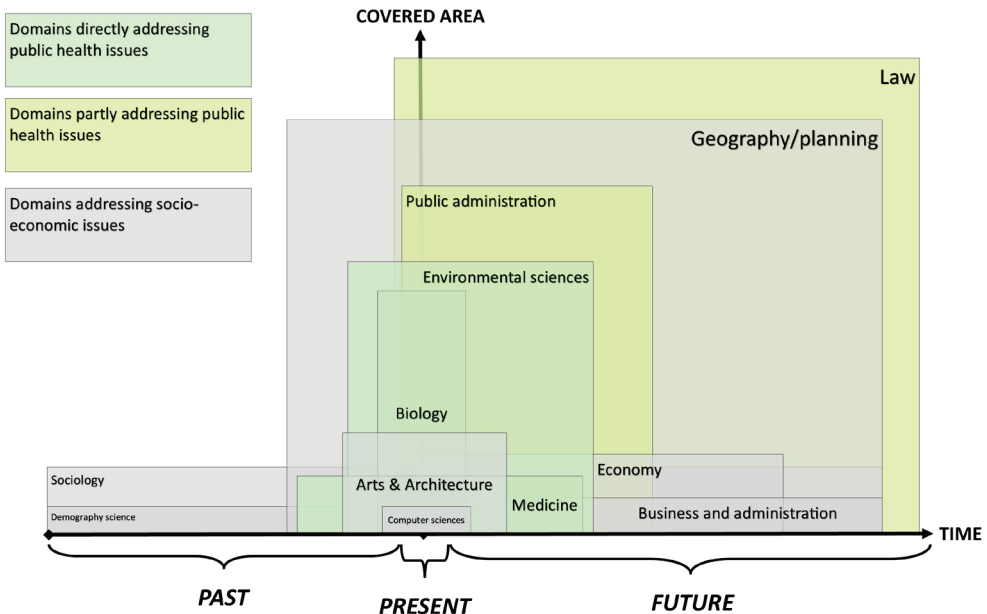 COVERED AREA
Domains directly addressing
public health issues
Domains partly addressing public
health issues
Domains addressing socio-
economic issues
Law
Geography/planning
Public administration
Environmental sciences
Biology
Sociology
Economy
Arts & Architecture
Medicine
Demography science
Computer sciences
Business and administration
TIME
PAST
PRESENT
FUTURE